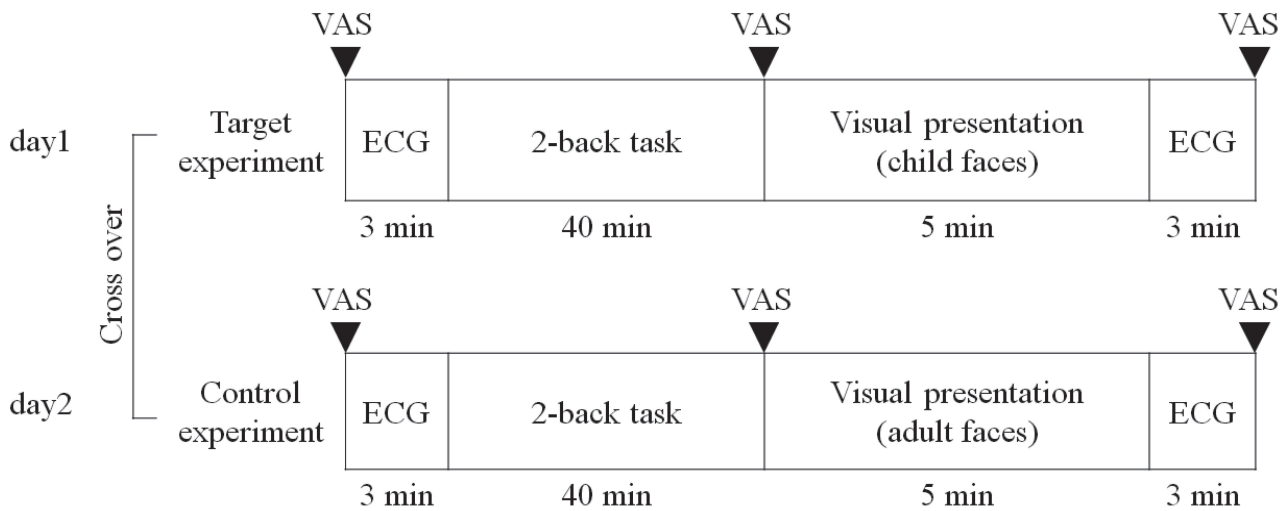 VAS VAS VAS
day1
Target
experiment
ECG
2-back task
Visual presentation
(child faces)
ECG
3 min 40 min 5 min 3 min
Cross over
VAS VAS VAS
day2
Control
experiment
ECG
2-back task
Visual presentation
(adult faces)
ECG
3 min 40 min 5 min 3 min